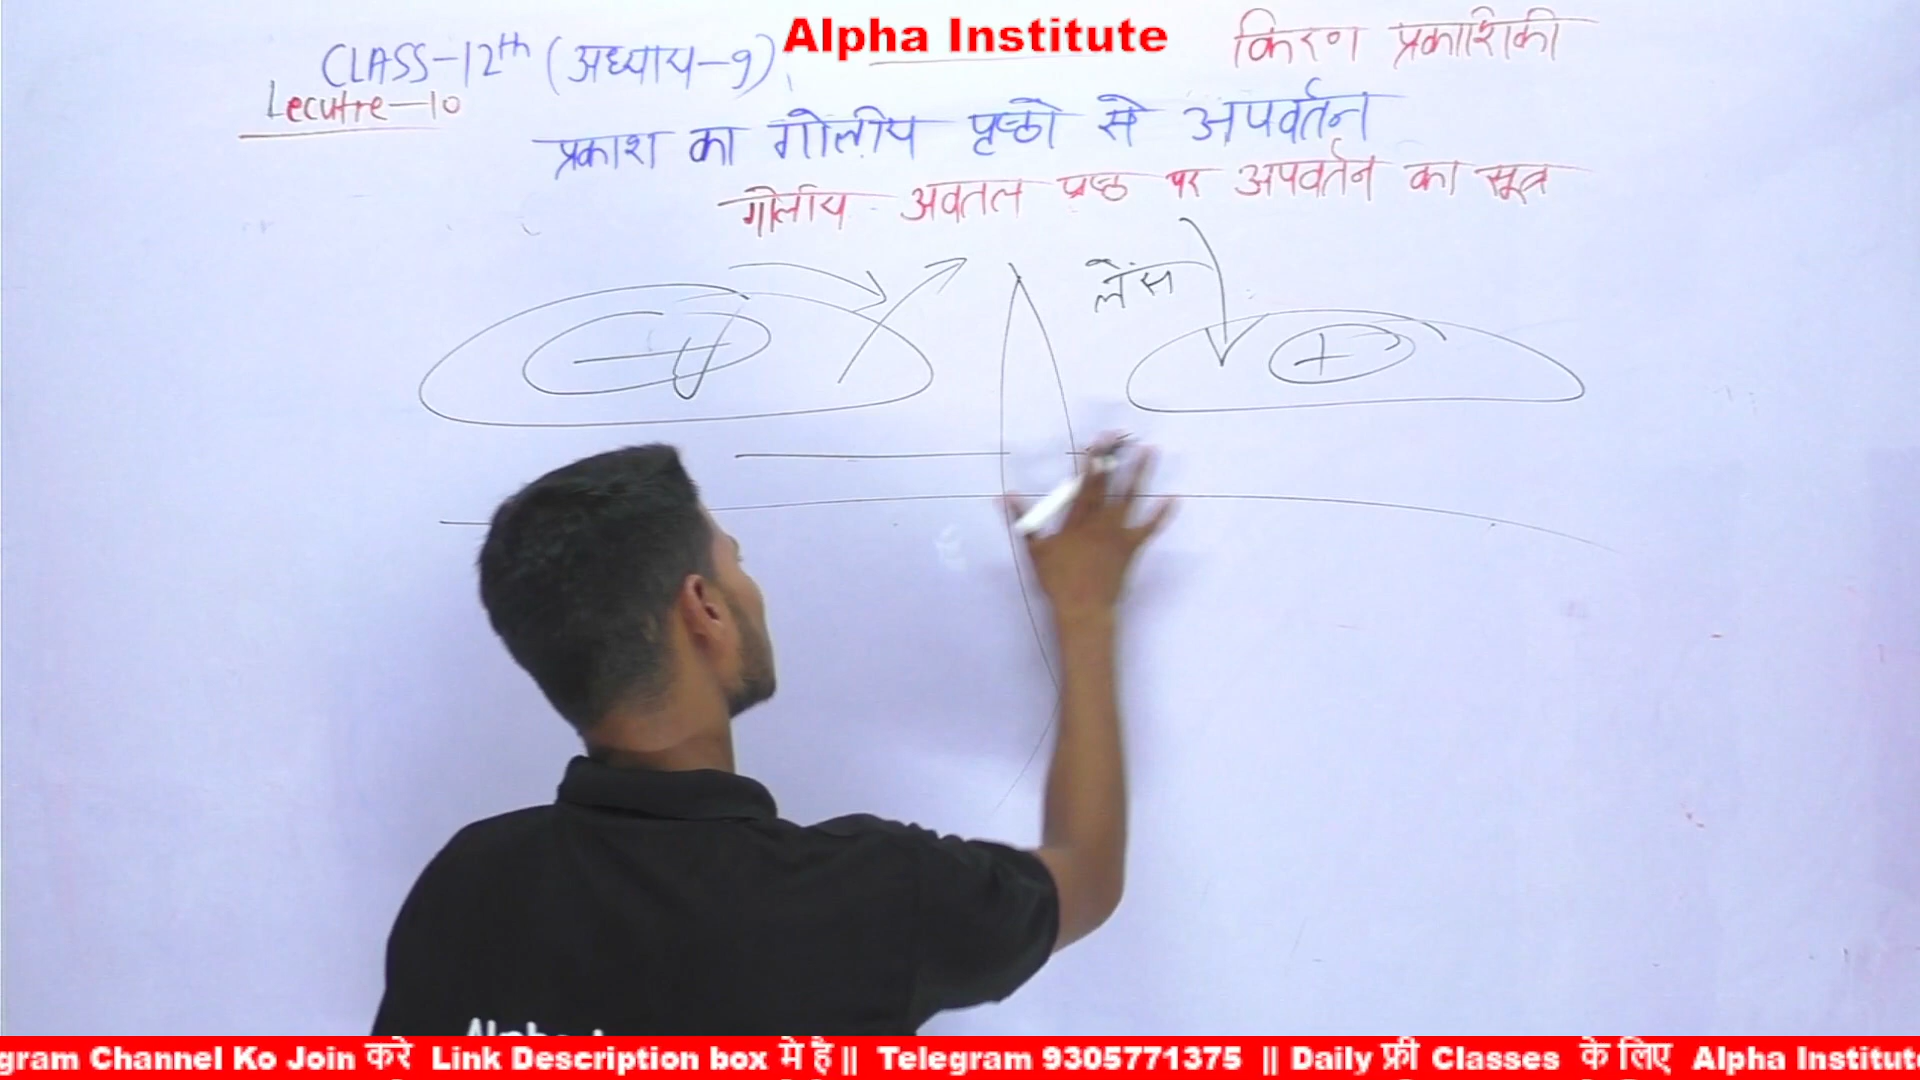 Alpha Institute
CLASS-12th (अध्याय-9)
किरण प्रकाशिकी
Lecutre-10
प्रकाश का गोलीय पृष्ठो से अपवर्तन
गोलीय अवतल प्रष्ठ पर अपवर्तन का सूत्र
लेंस
− +
gram Channel Ko Join करे Link Description box मे है || Telegram 9305771375 || Daily फ्री Classes के लिए Alpha Institute